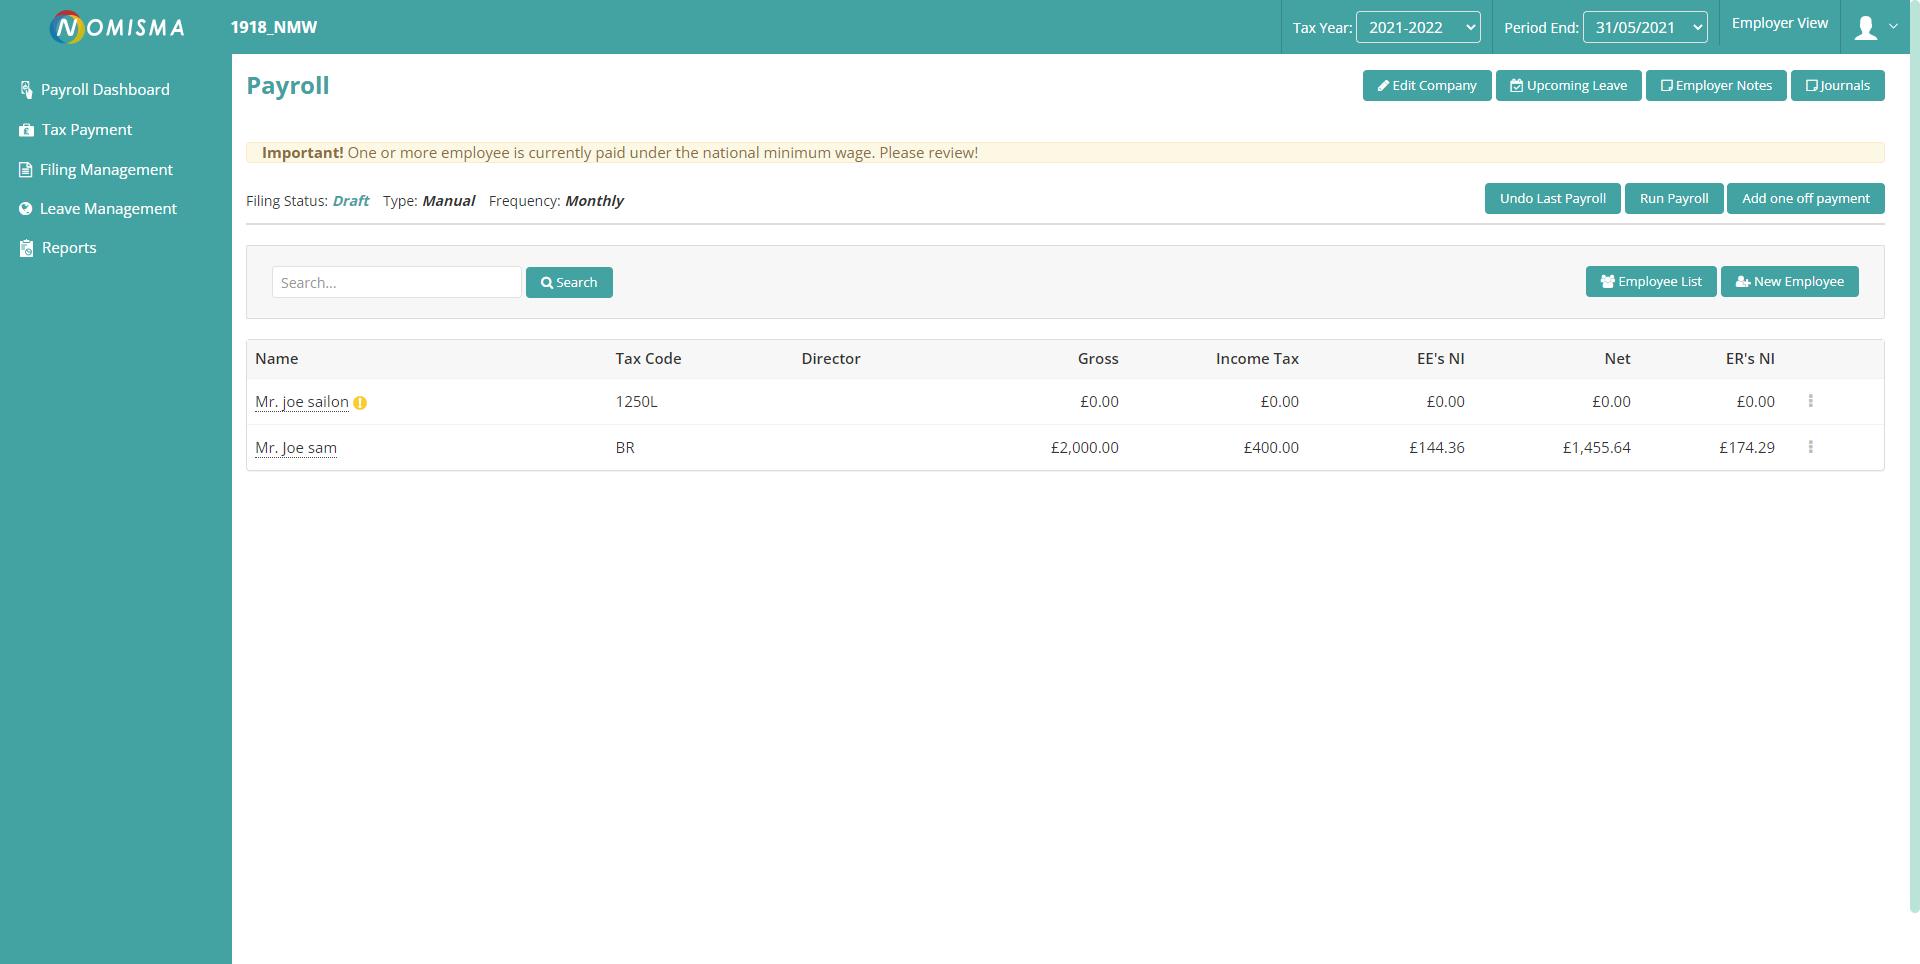 NOMISMA
1918_NMW
Tax Year: 2021-2022
Period End: 31/05/2021
Employer View
Payroll Dashboard
Tax Payment
Filing Management
Leave Management
Reports
Payroll
Edit Company
Upcoming Leave
Employer Notes
Journals
Important! One or more employee is currently paid under the national minimum wage. Please review!
Filing Status: Draft Type: Manual Frequency: Monthly
Undo Last Payroll
Run Payroll
Add one off payment
Search...
Search
Employee List
New Employee
Name Tax Code Director Gross Income Tax EE's NI Net ER's NI
Mr. joe sailon 1250L £0.00 £0.00 £0.00 £0.00 £0.00
Mr. Joe sam BR £2,000.00 £400.00 £144.36 £1,455.64 £174.29